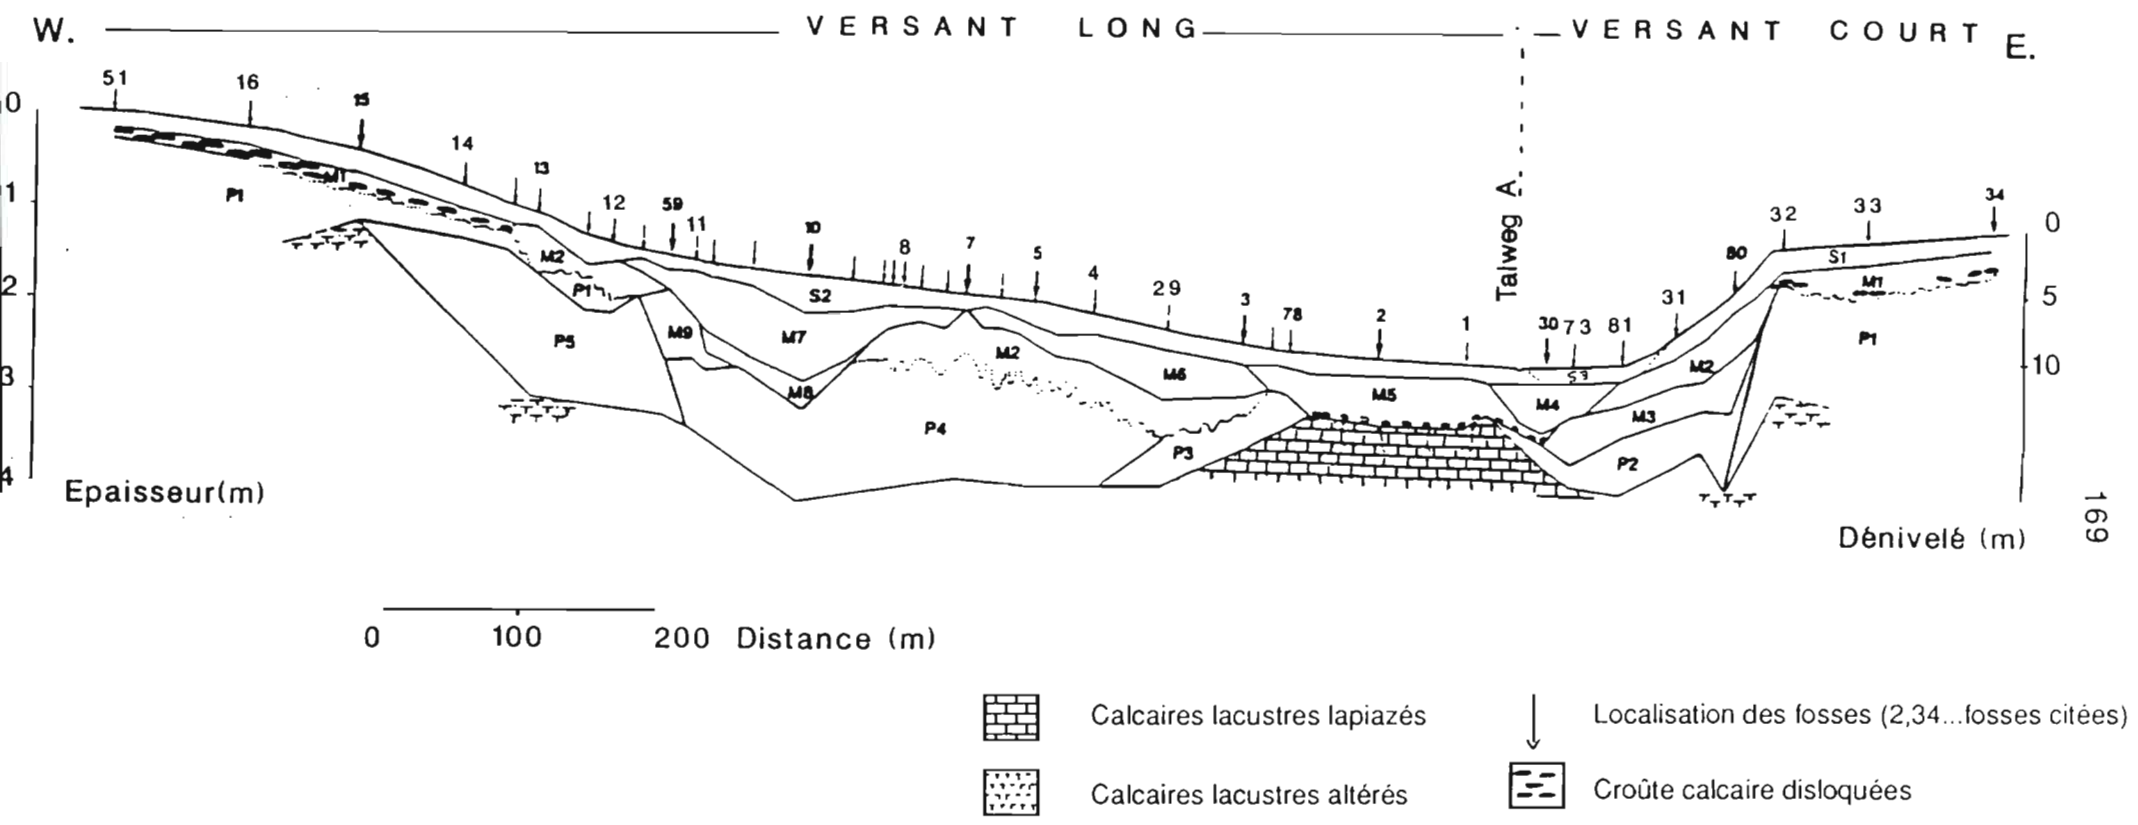 W. VERSANT LONG VERSANT COURT E.
51 16 15 14 13 12 59 11 10 8 7 5 4 29 3 78 2 1 30 73 81 31 80 32 33 34
Talweg A.
0
1
2
3
4
Epaisseur(m)
P1 M1 M2 P1 P5 M9 M7 M8 S2 P4 M2 M6 P3 M5 M4 S3 M3 P2 M2 S1 M1 P1
0
5
10
Dénivelé (m)
169
0 100 200 Distance (m)
Calcaires lacustres lapiazés
Localisation des fosses (2,34...fosses citées)
Calcaires lacustres altérés
Croûte calcaire disloquées